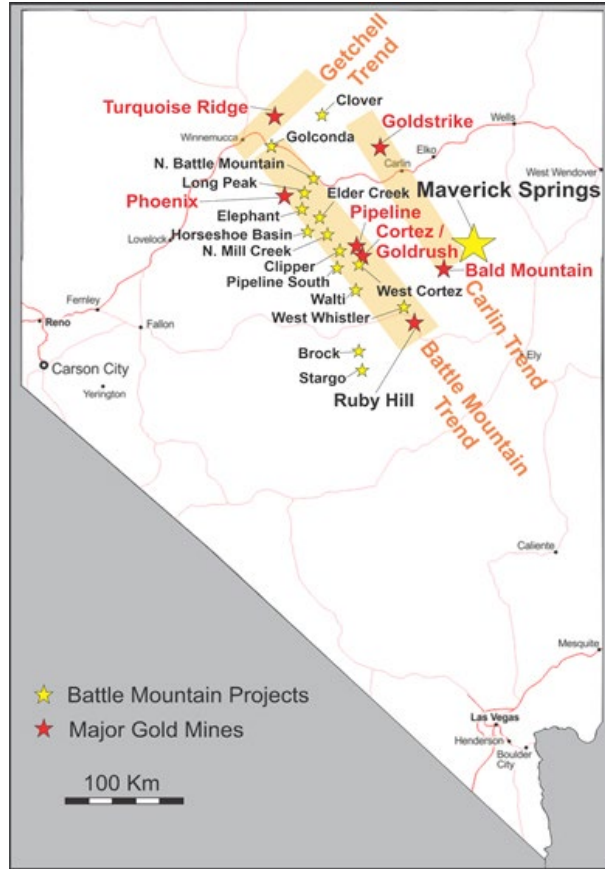 Getchell
Trend
Clover
Turquoise Ridge
Goldstrike
Wells
Winnemucca
Golconda
Elko
Carlin
N. Battle Mountain
West Wendover
Long Peak
Maverick Springs
Phoenix
Elder Creek
Elephant
Pipeline
Horseshoe Basin
Cortez /
Goldrush
Lovelock
N. Mill Creek
Clipper
Bald Mountain
Pipeline South
West Cortez
Walti
Carlin Trend
Fernley
West Whistler
Reno
Fallon
Brock
Ely
Carson City
Stargo
Ruby Hill
Battle Mountain
Trend
Yerington
Caliente
Mesquite
Battle Mountain Projects
Major Gold Mines
Las Vegas
Henderson
Boulder
City
100 Km